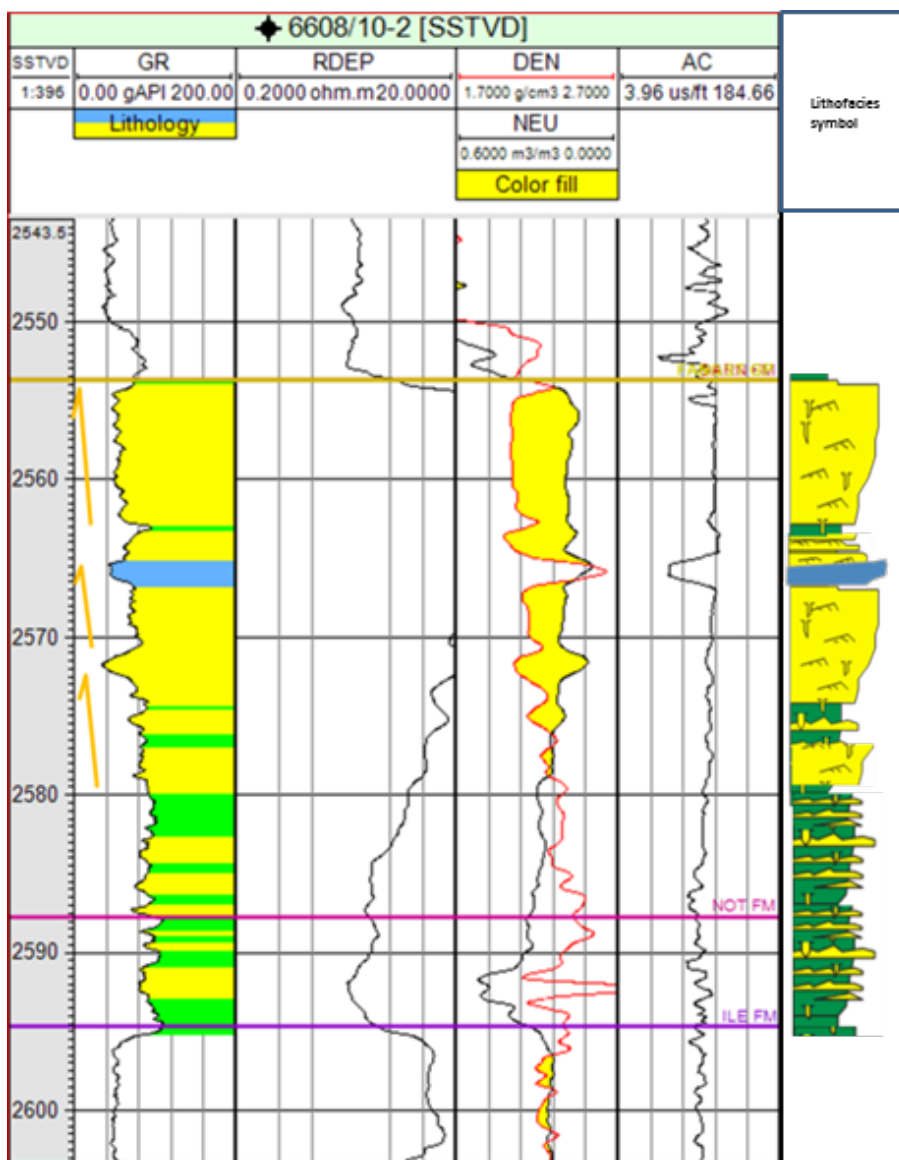 6608/10-2 [SSTVD]
SSTVD GR RDEP DEN AC
1:396 0.00 gAPI 200.00 0.2000 ohm.m20.0000 1.7000 g/cm3 2.7000 3.96 us/ft 184.66
Lithology NEU
0.6000 m3/m3 0.0000
Color fill
Lithofacies
symbol
2543.5
2550
2560
2570
2580
NOT FM
2590
ILE FM
2600